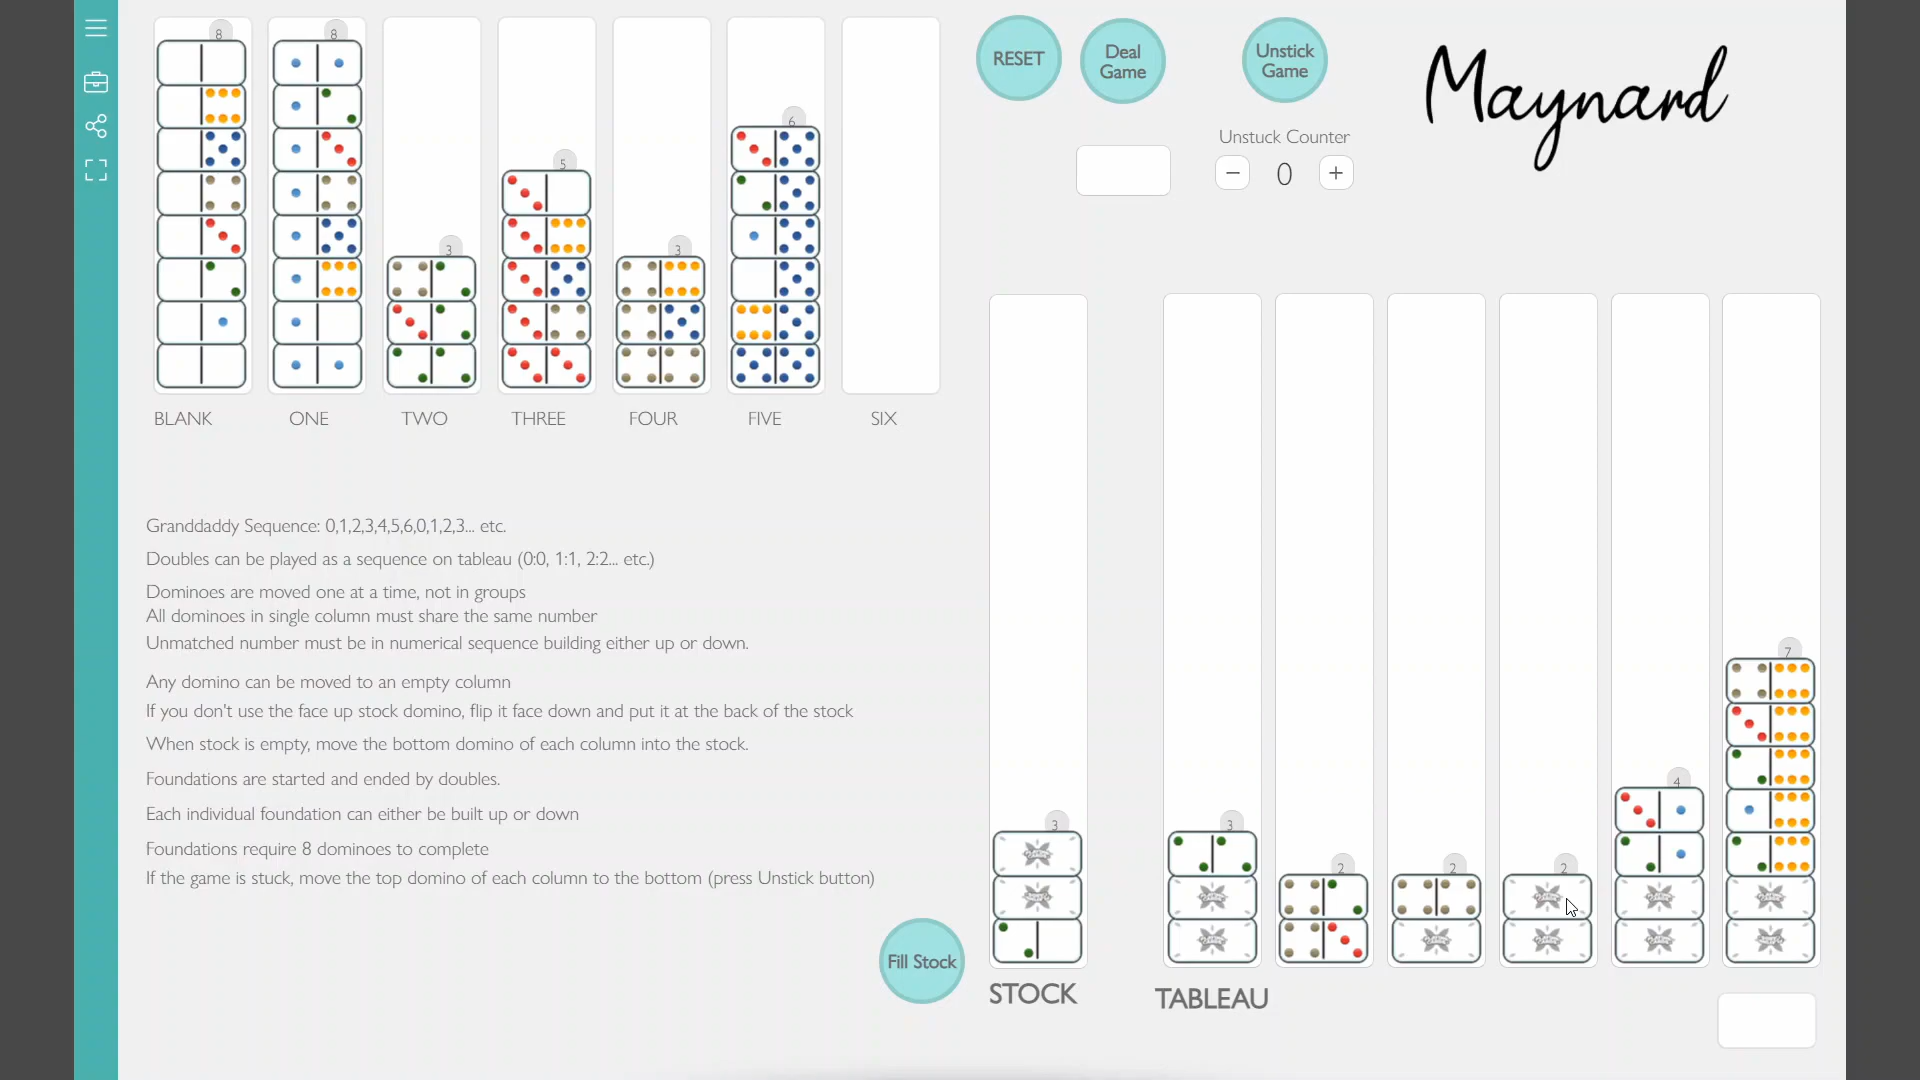 8
8
6
5
3
3
BLANK
ONE
TWO
THREE
FOUR
FIVE
SIX
RESET
Deal
Game
Unstick
Game
Maynard
Unstuck Counter
−
0
+
Granddaddy Sequence: 0,1,2,3,4,5,6,0,1,2,3... etc.
Doubles can be played as a sequence on tableau (0:0, 1:1, 2:2... etc.)
Dominoes are moved one at a time, not in groups
All dominoes in single column must share the same number
Unmatched number must be in numerical sequence building either up or down.
Any domino can be moved to an empty column
If you don't use the face up stock domino, flip it face down and put it at the back of the stock
When stock is empty, move the bottom domino of each column into the stock.
Foundations are started and ended by doubles.
Each individual foundation can either be built up or down
Foundations require 8 dominoes to complete
If the game is stuck, move the top domino of each column to the bottom (press Unstick button)
Fill Stock
3
STOCK
3
2
2
2
4
7
TABLEAU